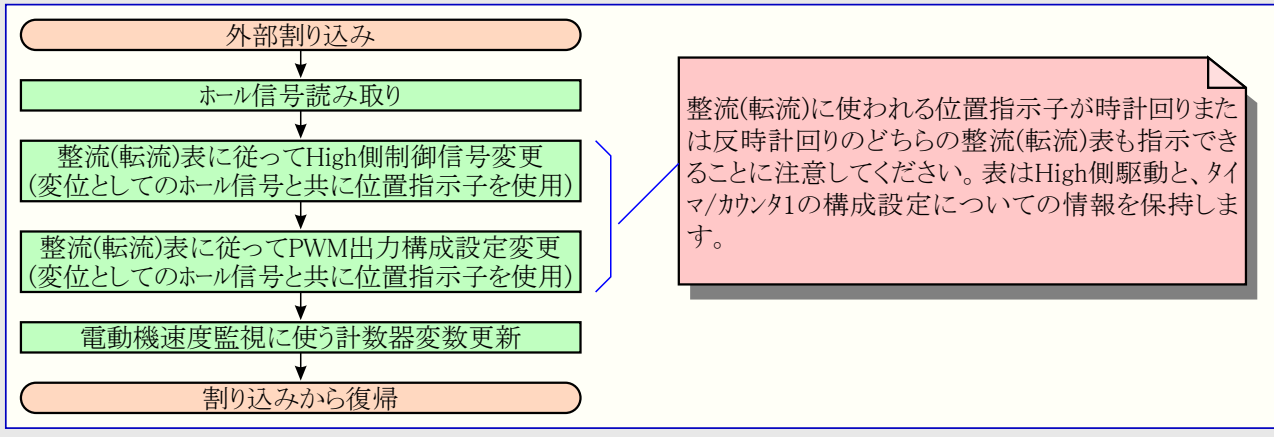 外部割り込み
ホール信号読み取り
整流(転流)表に従ってHigh側制御信号変更
(変位としてのホール信号と共に位置指示子を使用)
整流(転流)表に従ってPWM出力構成設定変更
(変位としてのホール信号と共に位置指示子を使用)
電動機速度監視に使う計数器変数更新
割り込みから復帰
整流(転流)に使われる位置指示子が時計回りまた
は反時計回りのどちらの整流(転流)表も指示でき
ることに注意してください。表はHigh側駆動と、タイ
マ/カウンタ1の構成設定についての情報を保持しま
す。